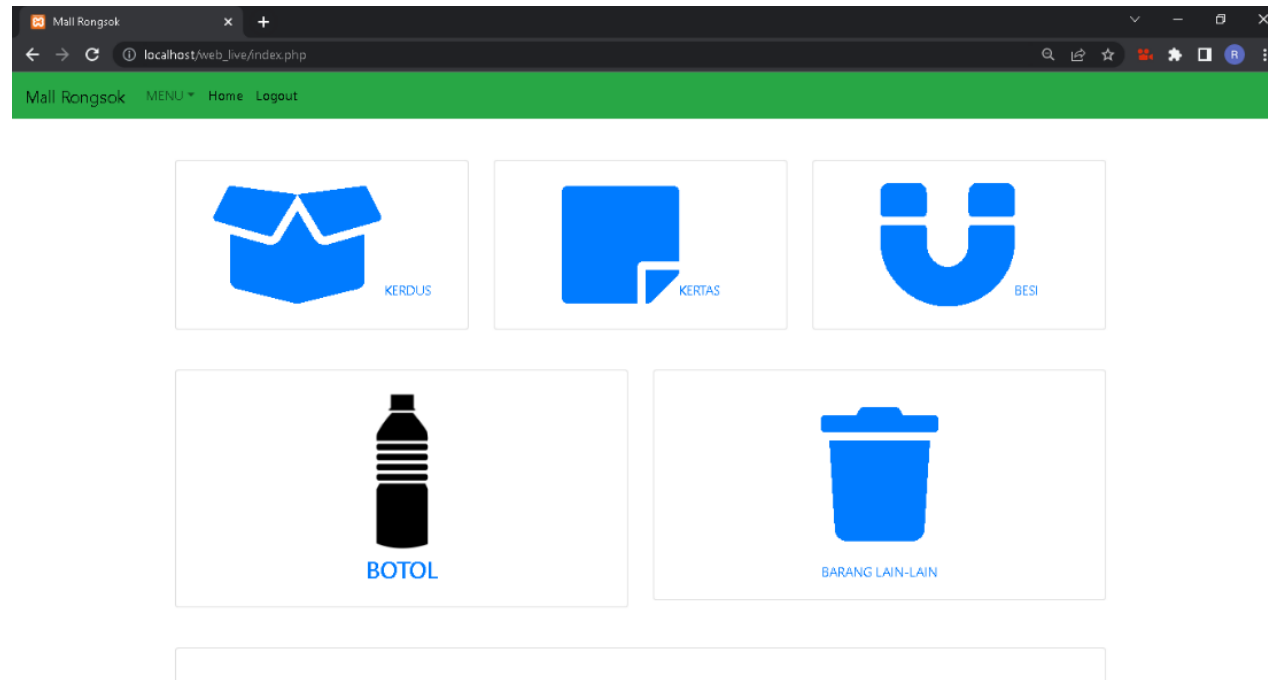 Mall Rongsok
localhost/web_live/index.php
R
Mall Rongsok MENU Home Logout
KERDUS
KERTAS
BESI
BOTOL
BARANG LAIN-LAIN